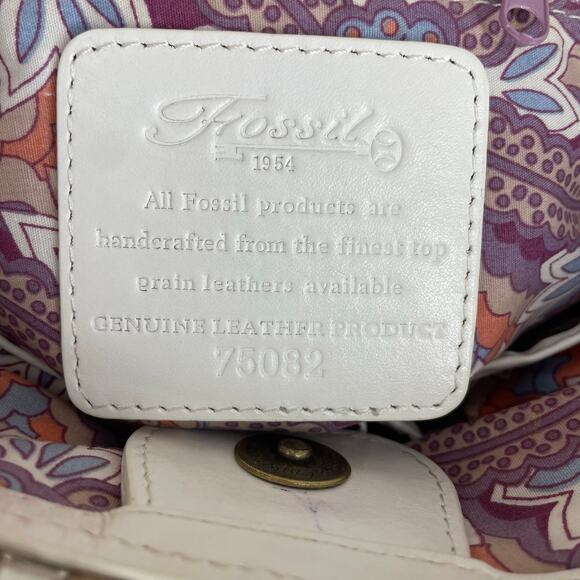 Fossil
1954
All Fossil products are
handcrafted from the finest top
grain leathers available
GENUINE LEATHER PRODUCT
75082